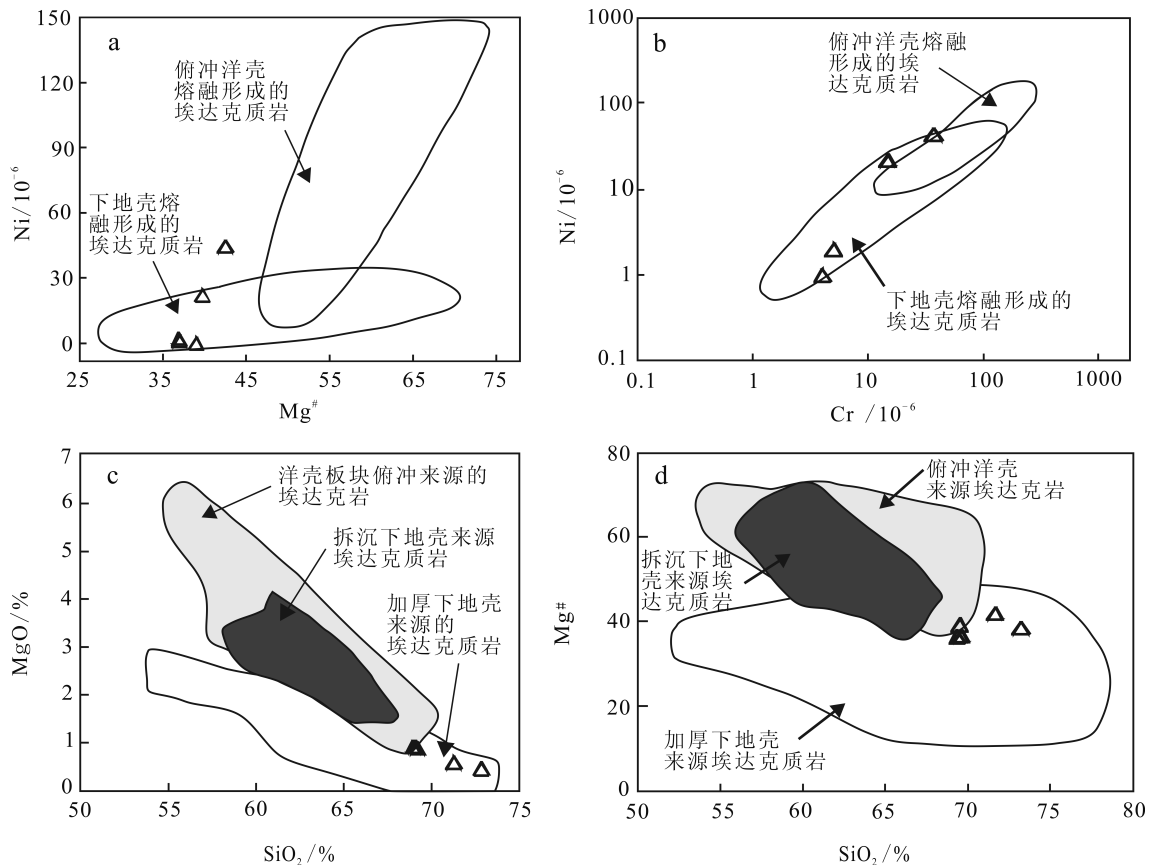 a
150
120
90
60
30
0
Ni/10⁻⁶
俯冲洋壳
熔融形成的
埃达克质岩
下地壳熔
融形成的
埃达克质岩
25
35
45
55
65
75
Mg#
b
1000
100
10
1
0.1
Ni/10⁻⁶
俯冲洋壳熔融
形成的埃
达克质岩
下地壳熔融形成的
埃达克质岩
0.1
1
10
100
1000
Cr /10⁻⁶
c
7
6
5
4
3
2
1
0
MgO/%
洋壳板块俯冲来源的
埃达克岩
拆沉下地壳来源
埃达克质岩
加厚下地壳
来源的
埃达克质岩
50
55
60
65
70
75
SiO₂/%
d
80
60
40
20
0
Mg#
俯冲洋壳
来源埃达克岩
拆沉下地
壳来源埃
达克质岩
加厚下地壳
来源埃达克质岩
50
55
60
65
70
75
80
SiO₂/%